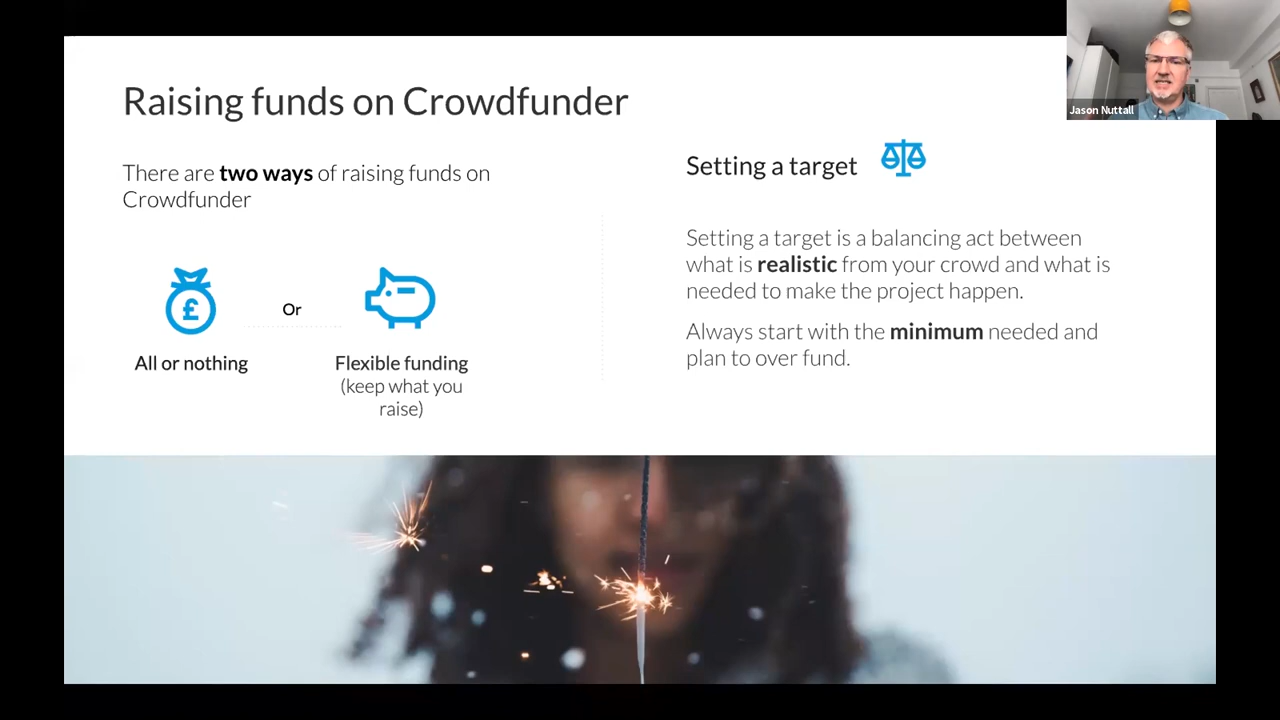 Raising funds on Crowdfunder
There are two ways of raising funds on
Crowdfunder
£
Or
All or nothing
Flexible funding
(keep what you
raise)
Setting a target
Setting a target is a balancing act between
what is realistic from your crowd and what is
needed to make the project happen.
Always start with the minimum needed and
plan to over fund.
Jason Nuttall